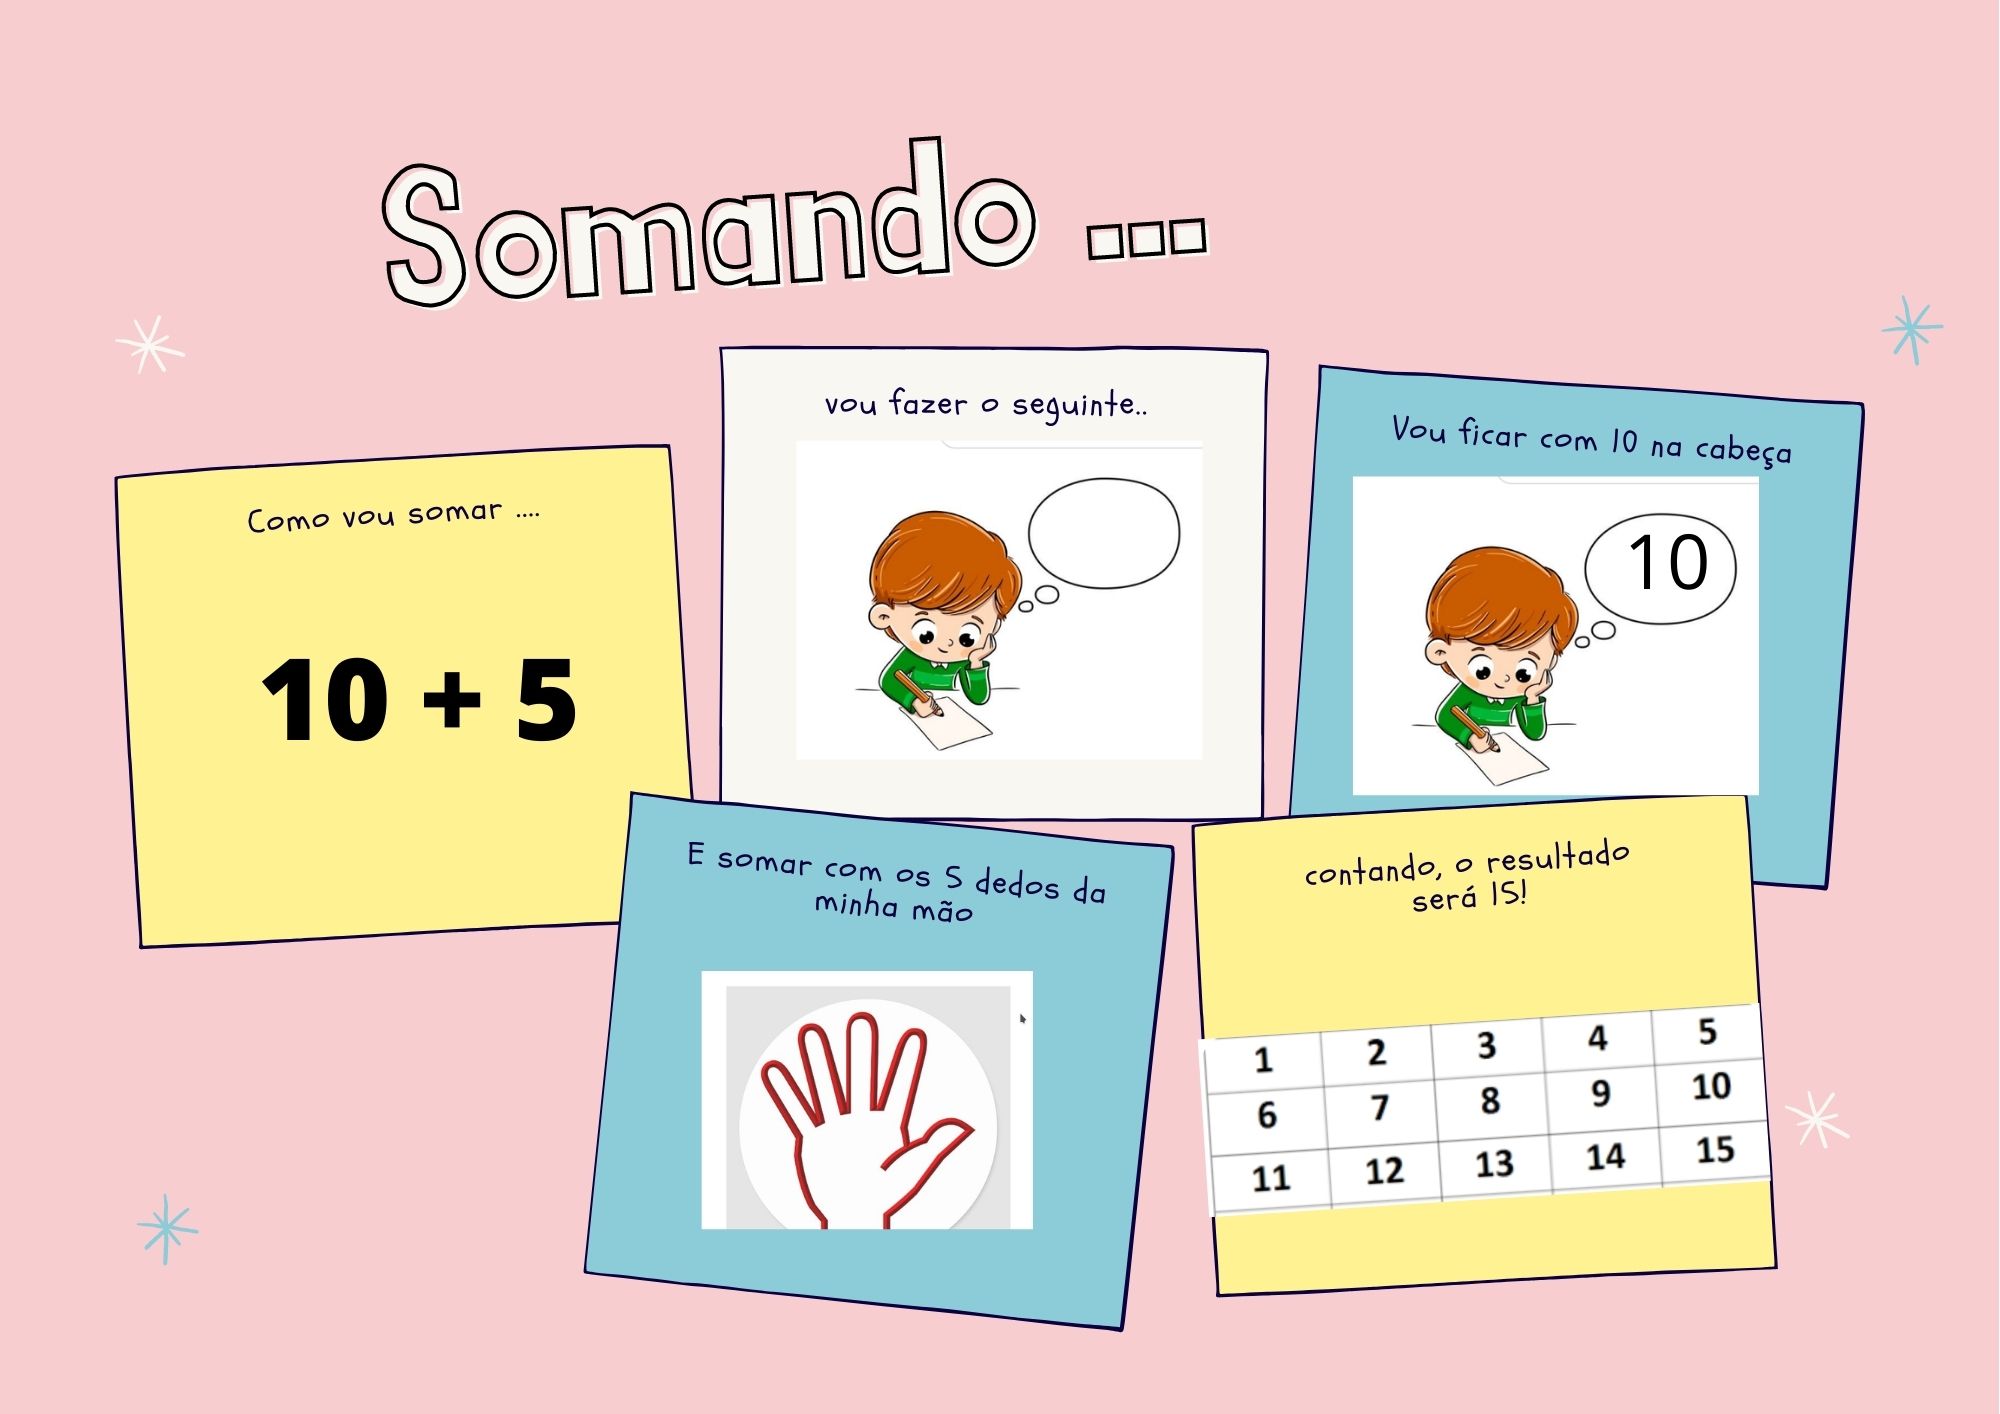 Somando ...
Como vou somar ....
10 + 5
vou fazer o seguinte..
Vou ficar com 10 na cabeça
10
E somar com os 5 dedos da
minha mão
contando, o resultado
será 15!
1 2 3 4 5
6 7 8 9 10
11 12 13 14 15